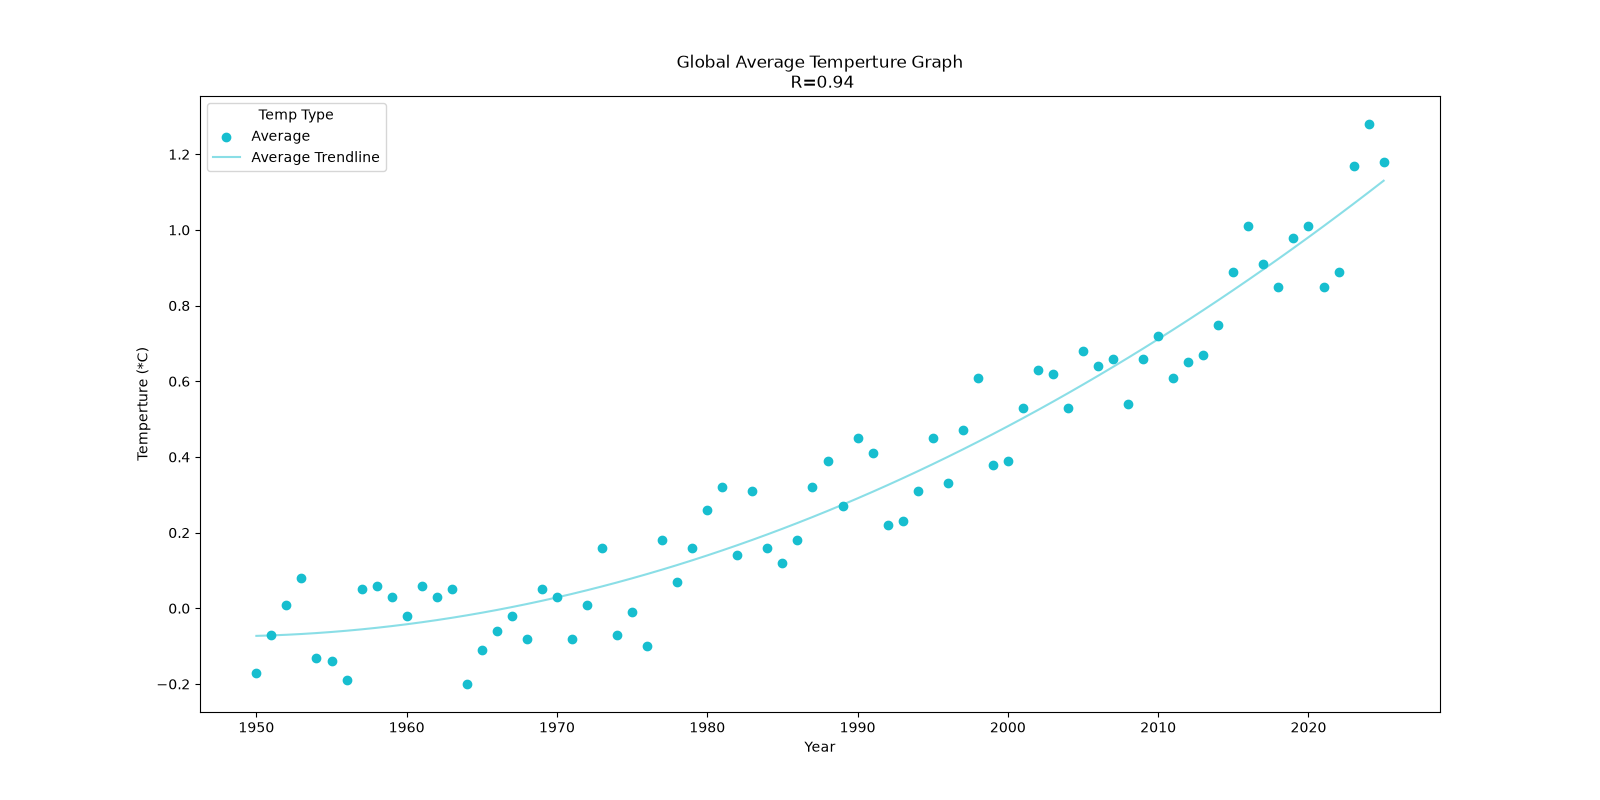 Global Average Temperture Graph
R=0.94
Temp Type
Average
Average Trendline
Temperture (*C)
1.2
1.0
0.8
0.6
0.4
0.2
0.0
−0.2
1950 1960 1970 1980 1990 2000 2010 2020
Year